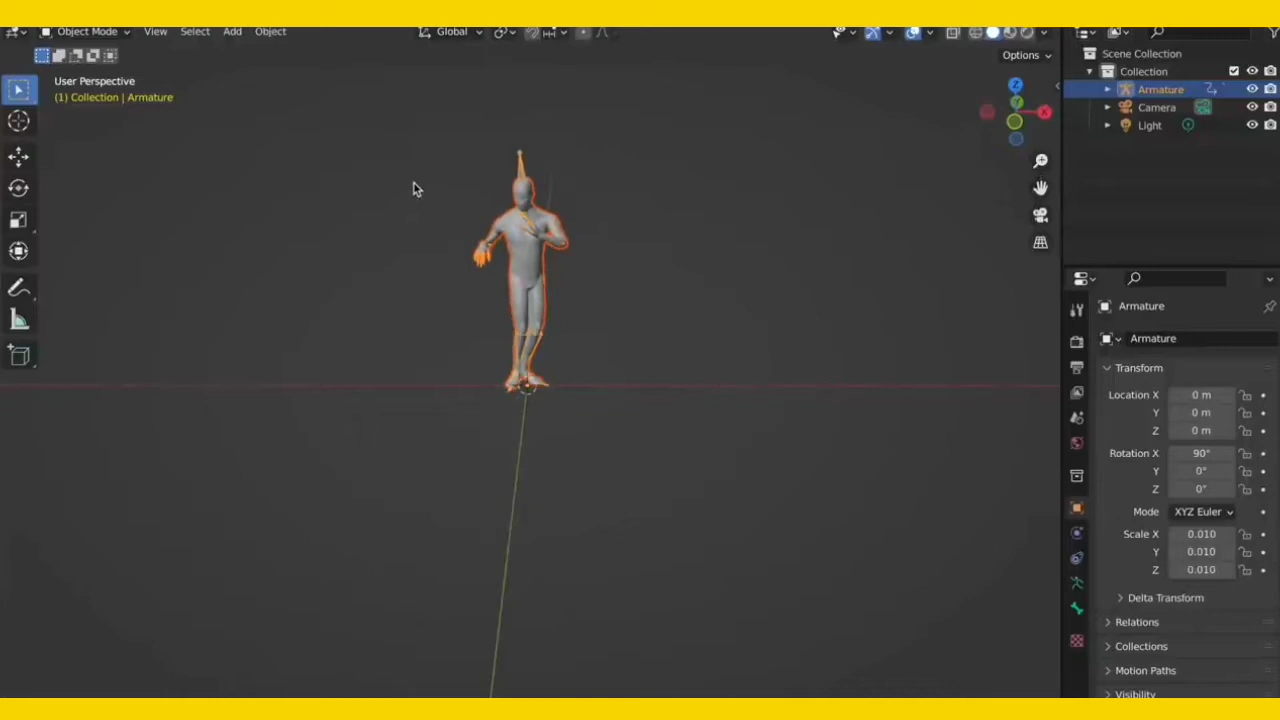 Object Mode View Select Add Object Global
Options
User Perspective
(1) Collection | Armature
X
Y
Z
Scene Collection
Collection
Armature
Camera
Light
Armature
Armature
Transform
Location X 0 m
Y 0 m
Z 0 m
Rotation X 90°
Y 0°
Z 0°
Mode XYZ Euler
Scale X 0.010
Y 0.010
Z 0.010
Delta Transform
Relations
Collections
Motion Paths
Visibility